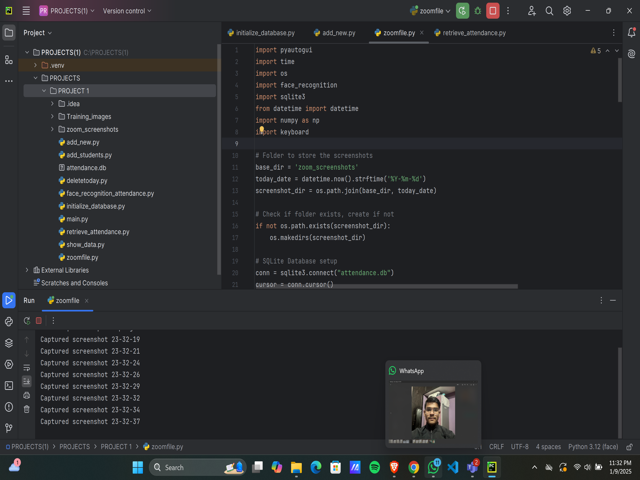 PR PROJECTS(1) Version control zoomfile
Project
initialize_database.py add_new.py zoomfile.py retrieve_attendance.py
PROJECTS(1) C:\PROJECTS(1)
.venv
PROJECTS
PROJECT 1
.idea
Training_images
zoom_screenshots
add_new.py
add_students.py
attendance.db
deletetoday.py
face_recognition_attendance.py
initialize_database.py
main.py
retrieve_attendance.py
show_data.py
zoomfile.py
External Libraries
Scratches and Consoles
5
1 import pyautogui
2 import time
3 import os
4 import face_recognition
5 import sqlite3
6 from datetime import datetime
7 import numpy as np
8 import keyboard
9
10 # Folder to store the screenshots
11 base_dir = 'zoom_screenshots'
12 today_date = datetime.now().strftime('%Y-%m-%d')
13 screenshot_dir = os.path.join(base_dir, today_date)
14
15 # Check if folder exists, create if not
16 if not os.path.exists(screenshot_dir):
17 os.makedirs(screenshot_dir)
18
19 # SQLite Database setup
20 conn = sqlite3.connect("attendance.db")
21 cursor = conn.cursor()
Run zoomfile
Captured screenshot 23-32-19
Captured screenshot 23-32-21
Captured screenshot 23-32-24
Captured screenshot 23-32-26
Captured screenshot 23-32-29
Captured screenshot 23-32-32
Captured screenshot 23-32-34
Captured screenshot 23-32-37
WhatsApp
PROJECTS(1) PROJECTS PROJECT 1 zoomfile.py
CRLF UTF-8 4 spaces Python 3.12 (face)
Search
11:32 PM
1/9/2025